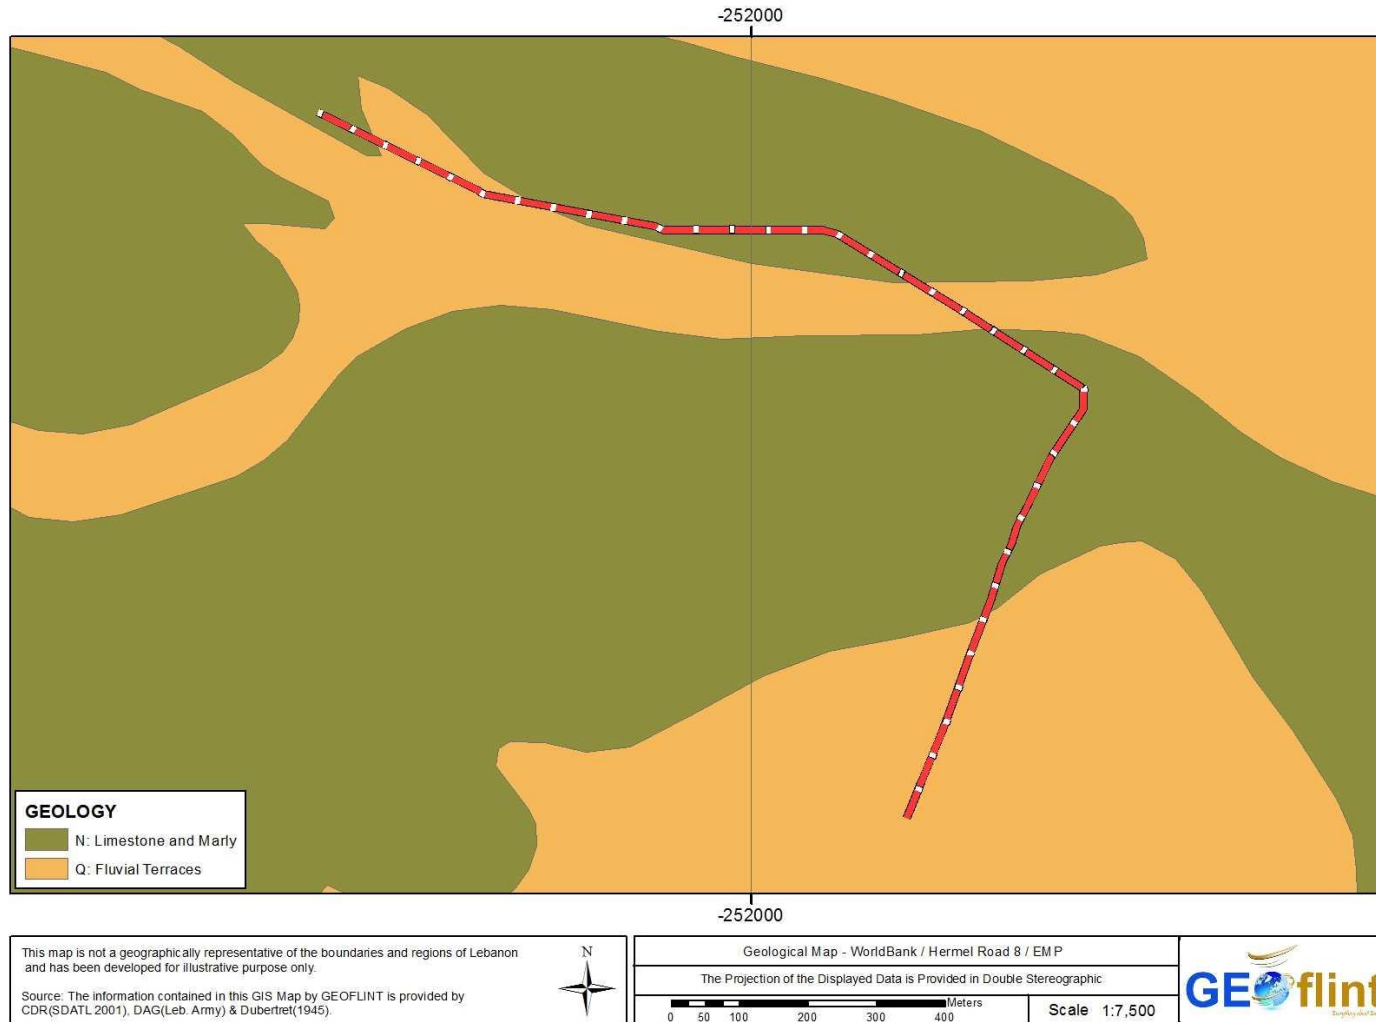 -252000
GEOLOGY
N: Limestone and Marly
Q: Fluvial Terraces
-252000
This map is not a geographically representative of the boundaries and regions of Lebanon
and has been developed for illustrative purpose only.
Source: The information contained in this GIS Map by GEOFLINT is provided by
CDR(SDATL 2001), DAG(Leb. Army) & Dubertret(1945).
N
Geological Map - WorldBank / Hermel Road 8 / EMP
The Projection of the Displayed Data is Provided in Double Stereographic
Meters
0 50 100 200 300 400
Scale 1:7,500
GEOflint